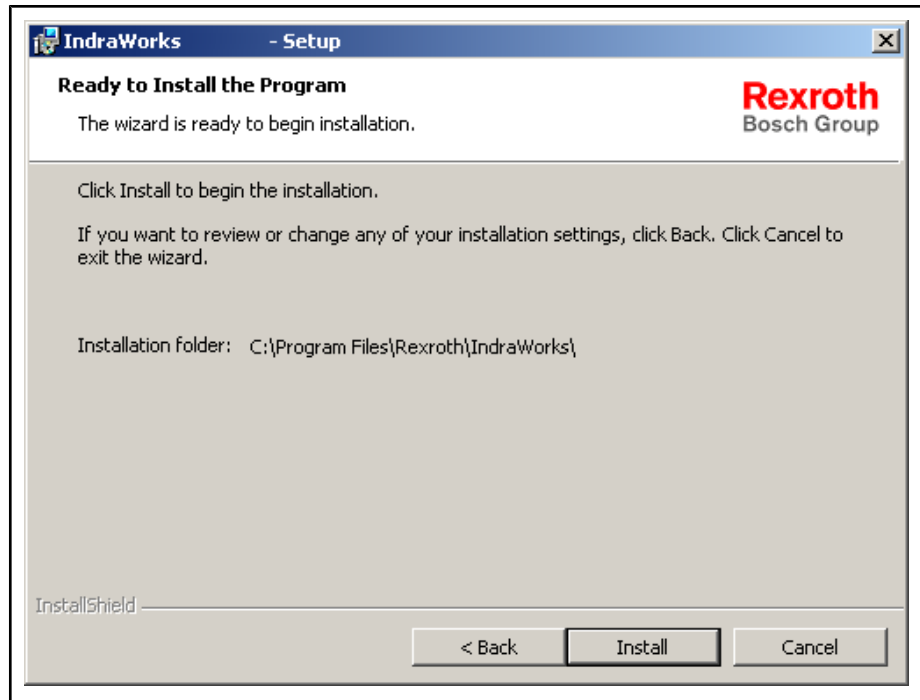 IndraWorks - Setup
Ready to Install the Program
The wizard is ready to begin installation.
Rexroth
Bosch Group
Click Install to begin the installation.
If you want to review or change any of your installation settings, click Back. Click Cancel to
exit the wizard.
Installation folder: C:\Program Files\Rexroth\IndraWorks\
InstallShield
< Back
Install
Cancel